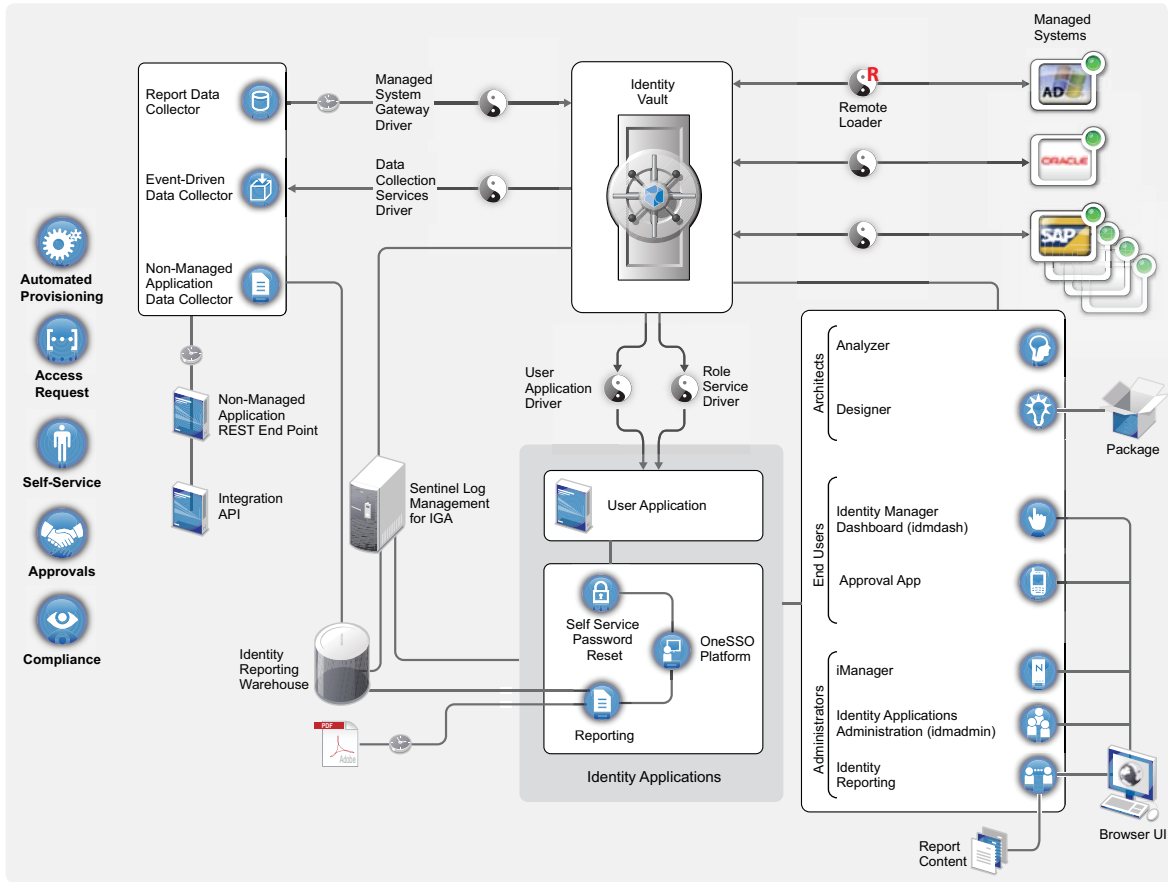 Managed
Systems
Report Data
Collector
Managed
System
Gateway
Driver
Identity
Vault
R
Remote
Loader
AD
Event-Driven
Data Collector
Data
Collection
Services
Driver
ORACLE
SAP
Automated
Provisioning
Non-Managed
Application
Data Collector
Access
Request
Non-Managed
Application
REST End Point
User
Application
Driver
Role
Service
Driver
Architects
Analyzer
Designer
Package
Self-Service
Integration
API
Sentinel Log
Management
for IGA
User Application
End Users
Identity Manager
Dashboard (idmdash)
Approval App
Approvals
Compliance
Identity
Reporting
Warehouse
Self Service
Password
Reset
OneSSO
Platform
Reporting
PDF
Adobe
Identity Applications
Administrators
iManager
N
Identity Applications
Administration (idmadmin)
Identity
Reporting
Browser UI
Report
Content